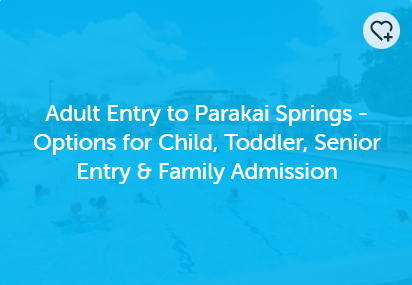 Adult Entry to Parakai Springs -
Options for Child, Toddler, Senior
Entry & Family Admission